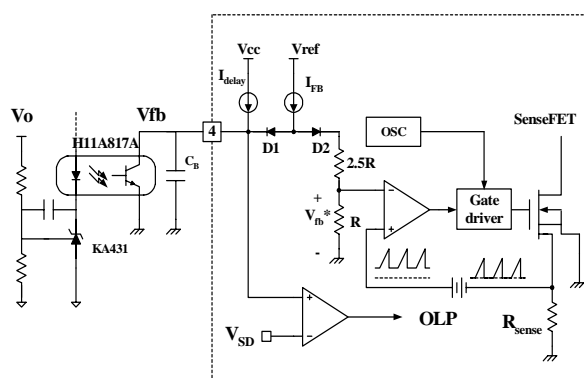 Vcc
Vref
I_delay
I_FB
Vo
H11A817A
Vfb
4
D1
D2
C_B
2.5R
OSC
SenseFET
+
V_fb*
-
R
-
+
Gate
driver
KA431
+
-
V_SD
OLP
R_sense